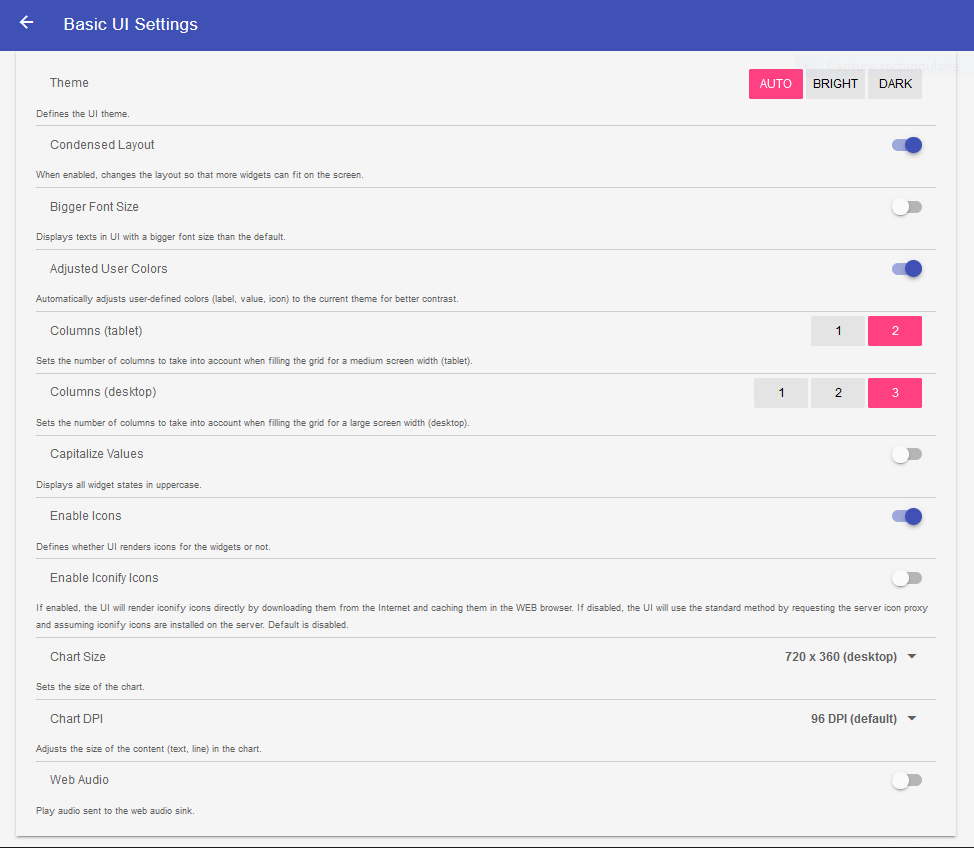 Basic UI Settings
Theme
AUTO BRIGHT DARK
Defines the UI theme.
Condensed Layout
When enabled, changes the layout so that more widgets can fit on the screen.
Bigger Font Size
Displays texts in UI with a bigger font size than the default.
Adjusted User Colors
Automatically adjusts user-defined colors (label, value, icon) to the current theme for better contrast.
Columns (tablet)
1 2
Sets the number of columns to take into account when filling the grid for a medium screen width (tablet).
Columns (desktop)
1 2 3
Sets the number of columns to take into account when filling the grid for a large screen width (desktop).
Capitalize Values
Displays all widget states in uppercase.
Enable Icons
Defines whether UI renders icons for the widgets or not.
Enable Iconify Icons
If enabled, the UI will render iconify icons directly by downloading them from the Internet and caching them in the WEB browser. If disabled, the UI will use the standard method by requesting the server icon proxy
and assuming iconify icons are installed on the server. Default is disabled.
Chart Size
720 x 360 (desktop)
Sets the size of the chart.
Chart DPI
96 DPI (default)
Adjusts the size of the content (text, line) in the chart.
Web Audio
Play audio sent to the web audio sink.